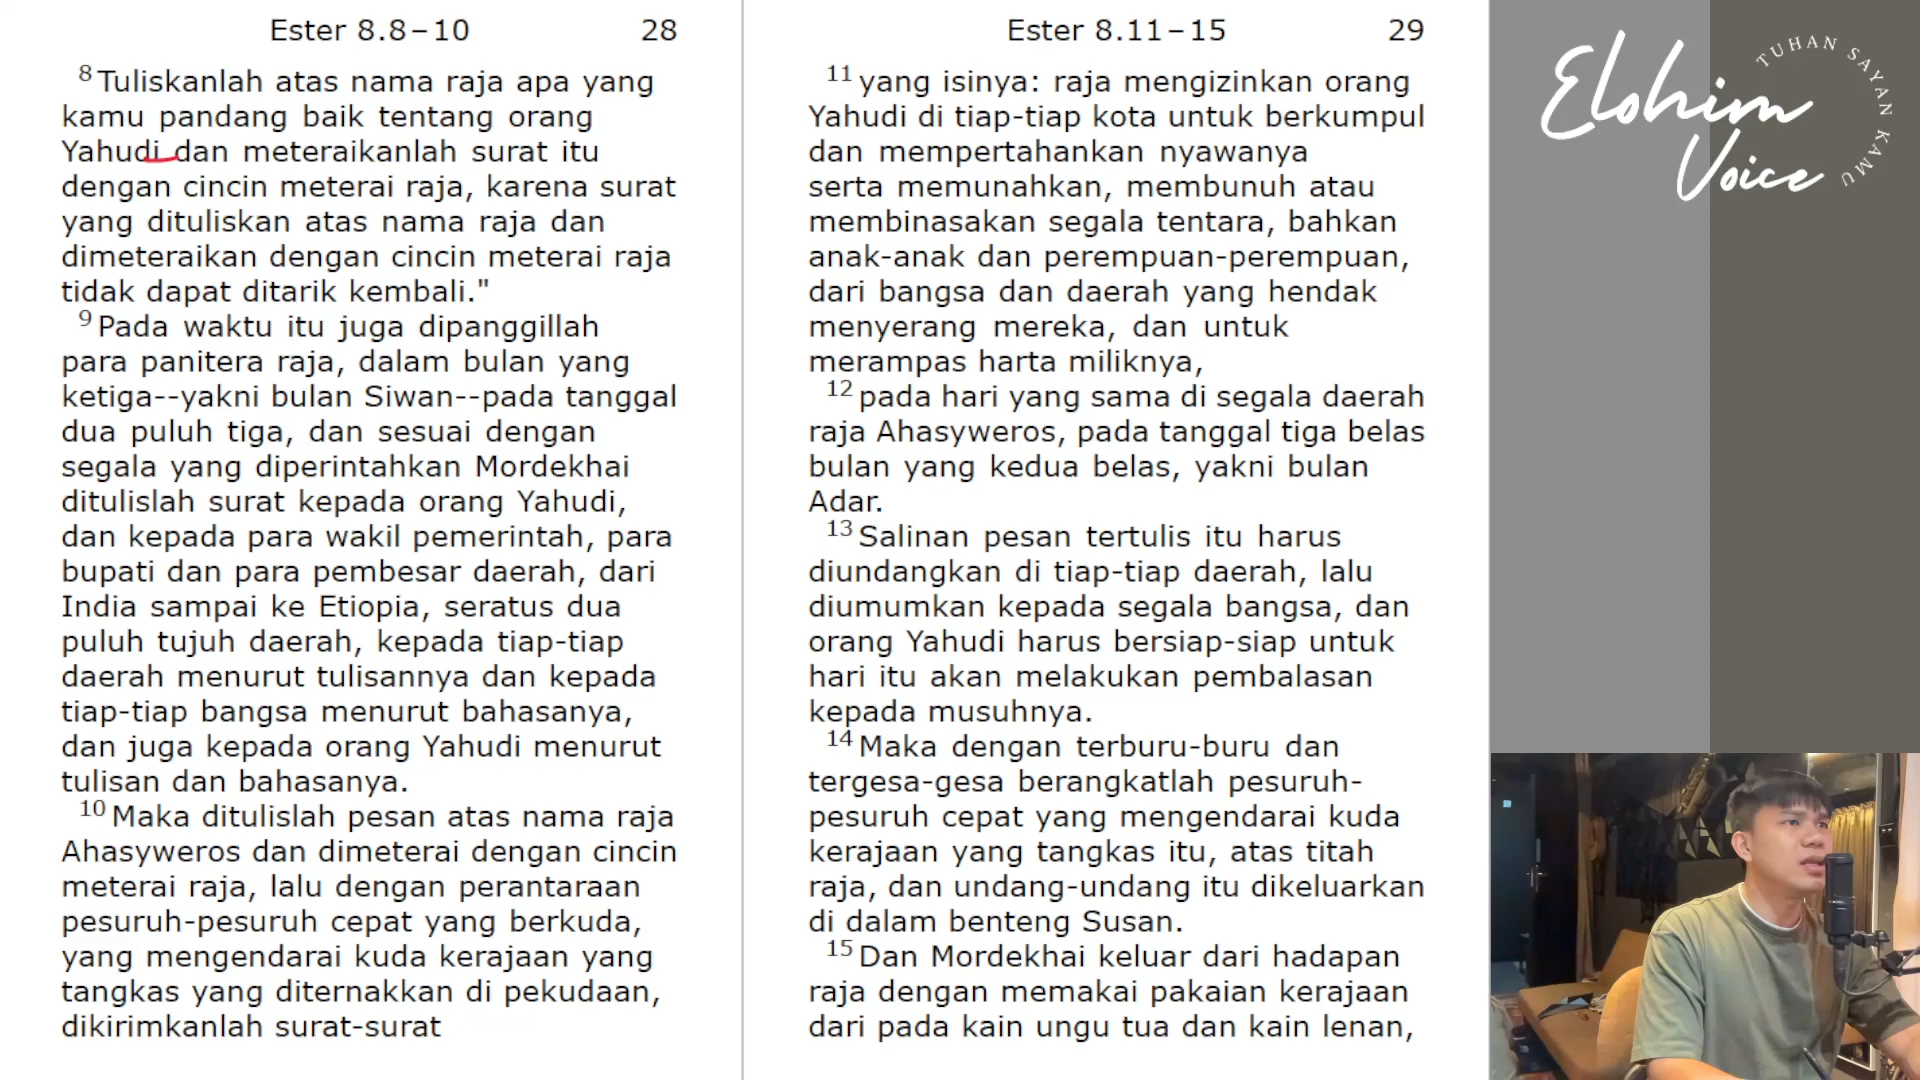 Ester 8.8–10 28
8 Tuliskanlah atas nama raja apa yang
kamu pandang baik tentang orang
Yahudi dan meteraikanlah surat itu
dengan cincin meterai raja, karena surat
yang dituliskan atas nama raja dan
dimeteraikan dengan cincin meterai raja
tidak dapat ditarik kembali."
9 Pada waktu itu juga dipanggillah
para panitera raja, dalam bulan yang
ketiga--yakni bulan Siwan--pada tanggal
dua puluh tiga, dan sesuai dengan
segala yang diperintahkan Mordekhai
ditulislah surat kepada orang Yahudi,
dan kepada para wakil pemerintah, para
bupati dan para pembesar daerah, dari
India sampai ke Etiopia, seratus dua
puluh tujuh daerah, kepada tiap-tiap
daerah menurut tulisannya dan kepada
tiap-tiap bangsa menurut bahasanya,
dan juga kepada orang Yahudi menurut
tulisan dan bahasanya.
10 Maka ditulislah pesan atas nama raja
Ahasyweros dan dimeterai dengan cincin
meterai raja, lalu dengan perantaraan
pesuruh-pesuruh cepat yang berkuda,
yang mengendarai kuda kerajaan yang
tangkas yang diternakkan di pekudaan,
dikirimkanlah surat-surat
Ester 8.11–15 29
11 yang isinya: raja mengizinkan orang
Yahudi di tiap-tiap kota untuk berkumpul
dan mempertahankan nyawanya
serta memunahkan, membunuh atau
membinasakan segala tentara, bahkan
anak-anak dan perempuan-perempuan,
dari bangsa dan daerah yang hendak
menyerang mereka, dan untuk
merampas harta miliknya,
12 pada hari yang sama di segala daerah
raja Ahasyweros, pada tanggal tiga belas
bulan yang kedua belas, yakni bulan
Adar.
13 Salinan pesan tertulis itu harus
diundangkan di tiap-tiap daerah, lalu
diumumkan kepada segala bangsa, dan
orang Yahudi harus bersiap-siap untuk
hari itu akan melakukan pembalasan
kepada musuhnya.
14 Maka dengan terburu-buru dan
tergesa-gesa berangkatlah pesuruh-
pesuruh cepat yang mengendarai kuda
kerajaan yang tangkas itu, atas titah
raja, dan undang-undang itu dikeluarkan
di dalam benteng Susan.
15 Dan Mordekhai keluar dari hadapan
raja dengan memakai pakaian kerajaan
dari pada kain ungu tua dan kain lenan,
Elohim
Voice
TUHAN SAYANG KAMU